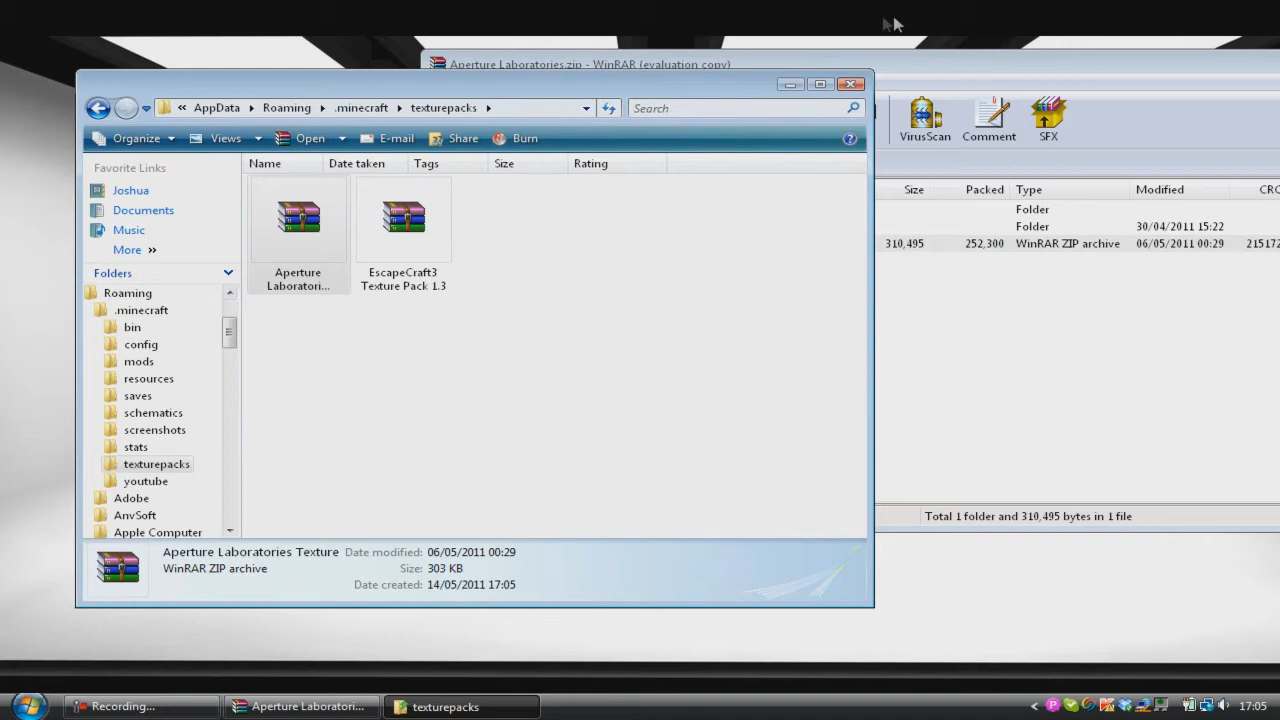 Aperture Laboratories.zip - WinRAR (evaluation copy)
AppData Roaming .minecraft texturepacks
Search
Organize Views Open E-mail Share Burn
VirusScan Comment SFX
Favorite Links
Joshua
Documents
Music
More »
Folders
Roaming
.minecraft
bin
config
mods
resources
saves
schematics
screenshots
stats
texturepacks
youtube
Adobe
AnvSoft
Apple Computer
Name Date taken Tags Size Rating
Aperture
Laboratori...
EscapeCraft3
Texture Pack 1.3
Size Packed Type Modified CRC
Folder
Folder 30/04/2011 15:22
310,495 252,300 WinRAR ZIP archive 06/05/2011 00:29 215172
Total 1 folder and 310,495 bytes in 1 file
Aperture Laboratories Texture Date modified: 06/05/2011 00:29
WinRAR ZIP archive Size: 303 KB
Date created: 14/05/2011 17:05
Recording... Aperture Laboratori... texturepacks 17:05